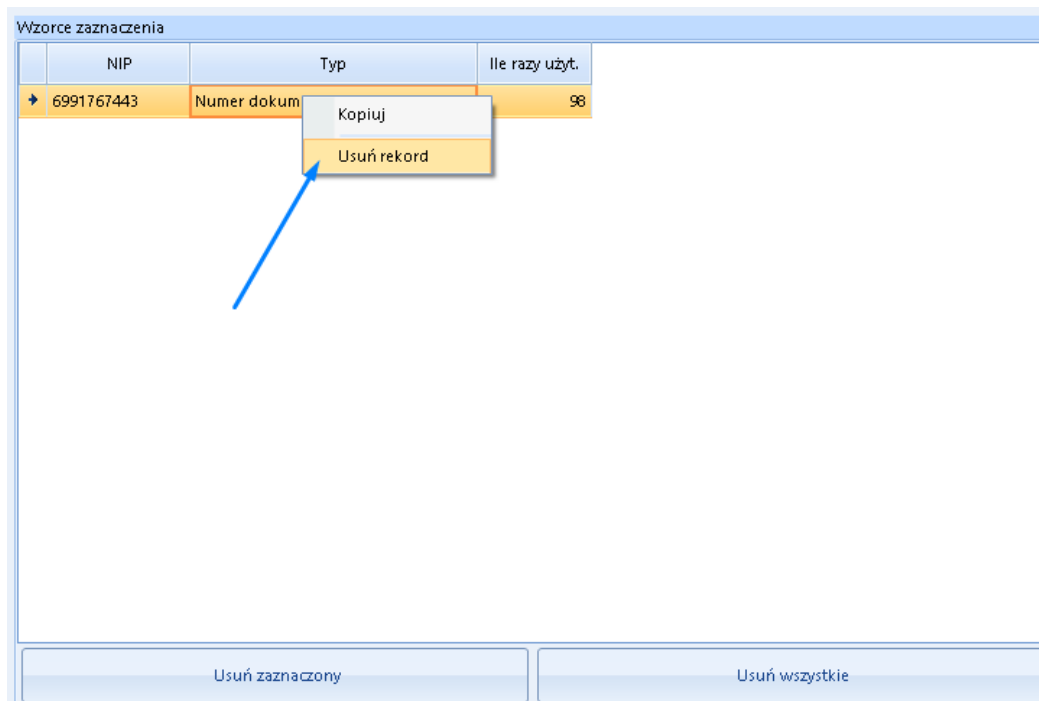 Wzorce zaznaczenia
NIP Typ Ile razy użyt.
6991767443 Numer dokum 98
Kopiuj
Usuń rekord
Usuń zaznaczony Usuń wszystkie